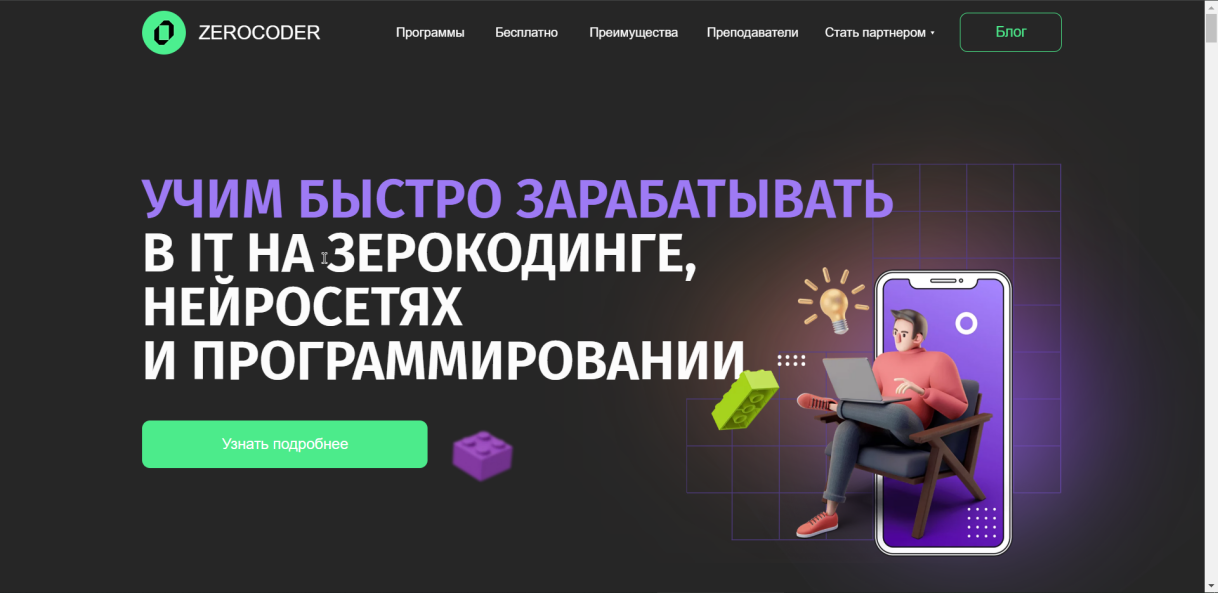 ZEROCODER
Программы
Бесплатно
Преимущества
Преподаватели
Стать партнером
Блог
УЧИМ БЫСТРО ЗАРАБАТЫВАТЬ
В IT НА ЗЕРОКОДИНГЕ,
НЕЙРОСЕТЯХ
И ПРОГРАММИРОВАНИИ
Узнать подробнее